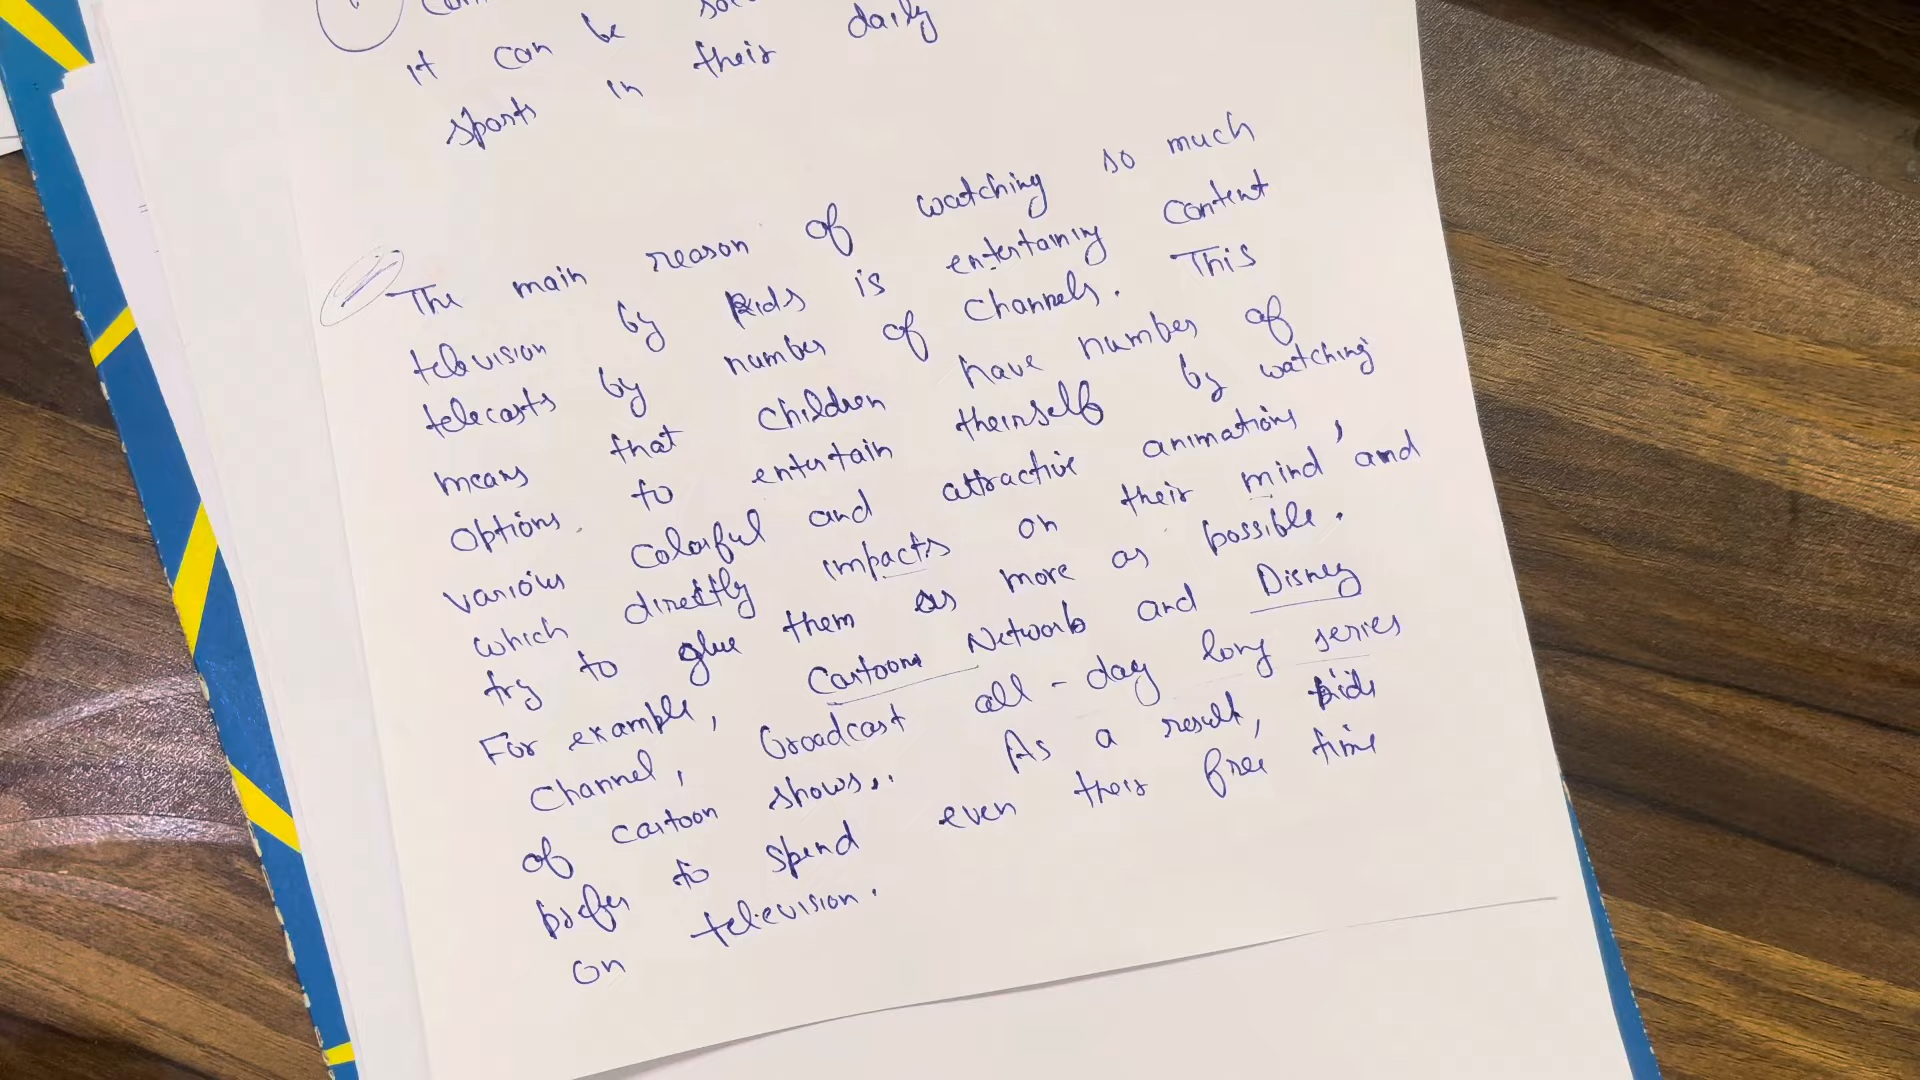 it can be
sports in their daily
The main reason of watching so much
television by kids is entertaining content
telecasts by number of channels. This
means that children have number of
options to entertain theirself by watching
various colorful and attractive animations,
which directly impacts on their mind and
try to glue them as more as possible.
For example, Cartoon Network and Disney
Channel, broadcast all-day long series
of cartoon shows.. As a result, kids
prefer to spend even their free time
on television.